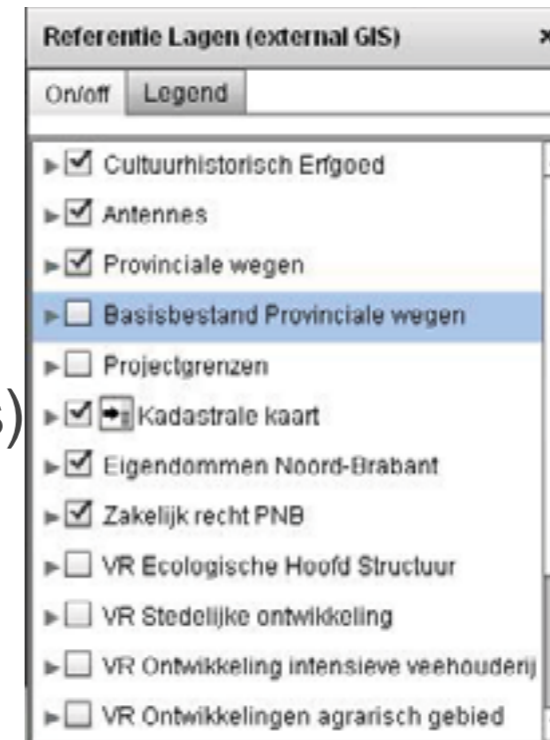 Referentie Lagen (external GIS) x
On/off Legend
Cultuurhistorisch Erfgoed
Antennes
Provinciale wegen
Basisbestand Provinciale wegen
Projectgrenzen
s)
Kadastrale kaart
Eigendommen Noord-Brabant
Zakelijk recht PNB
VR Ecologische Hoofd Structuur
VR Stedelijke ontwikkeling
VR Ontwikkeling intensieve veehouderij
VR Ontwikkelingen agrarisch gebied